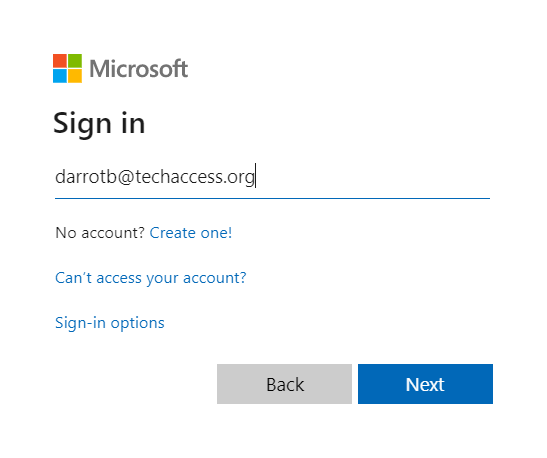 Microsoft
Sign in
darrotb@techaccess.org
No account? Create one!
Can't access your account?
Sign-in options
Back Next